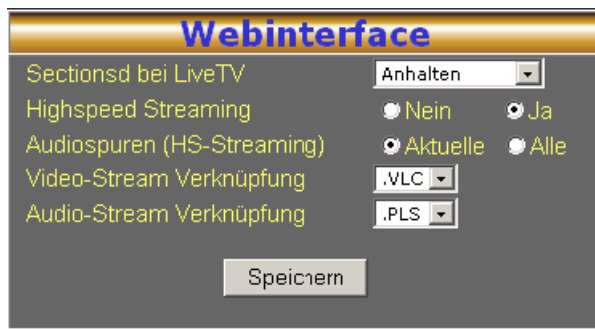 Webinterface
Sectionsd bei LiveTV Anhalten
Highspeed Streaming Nein Ja
Audiospuren (HS-Streaming) Aktuelle Alle
Video-Stream Verknüpfung .VLC
Audio-Stream Verknüpfung .PLS
Speichern